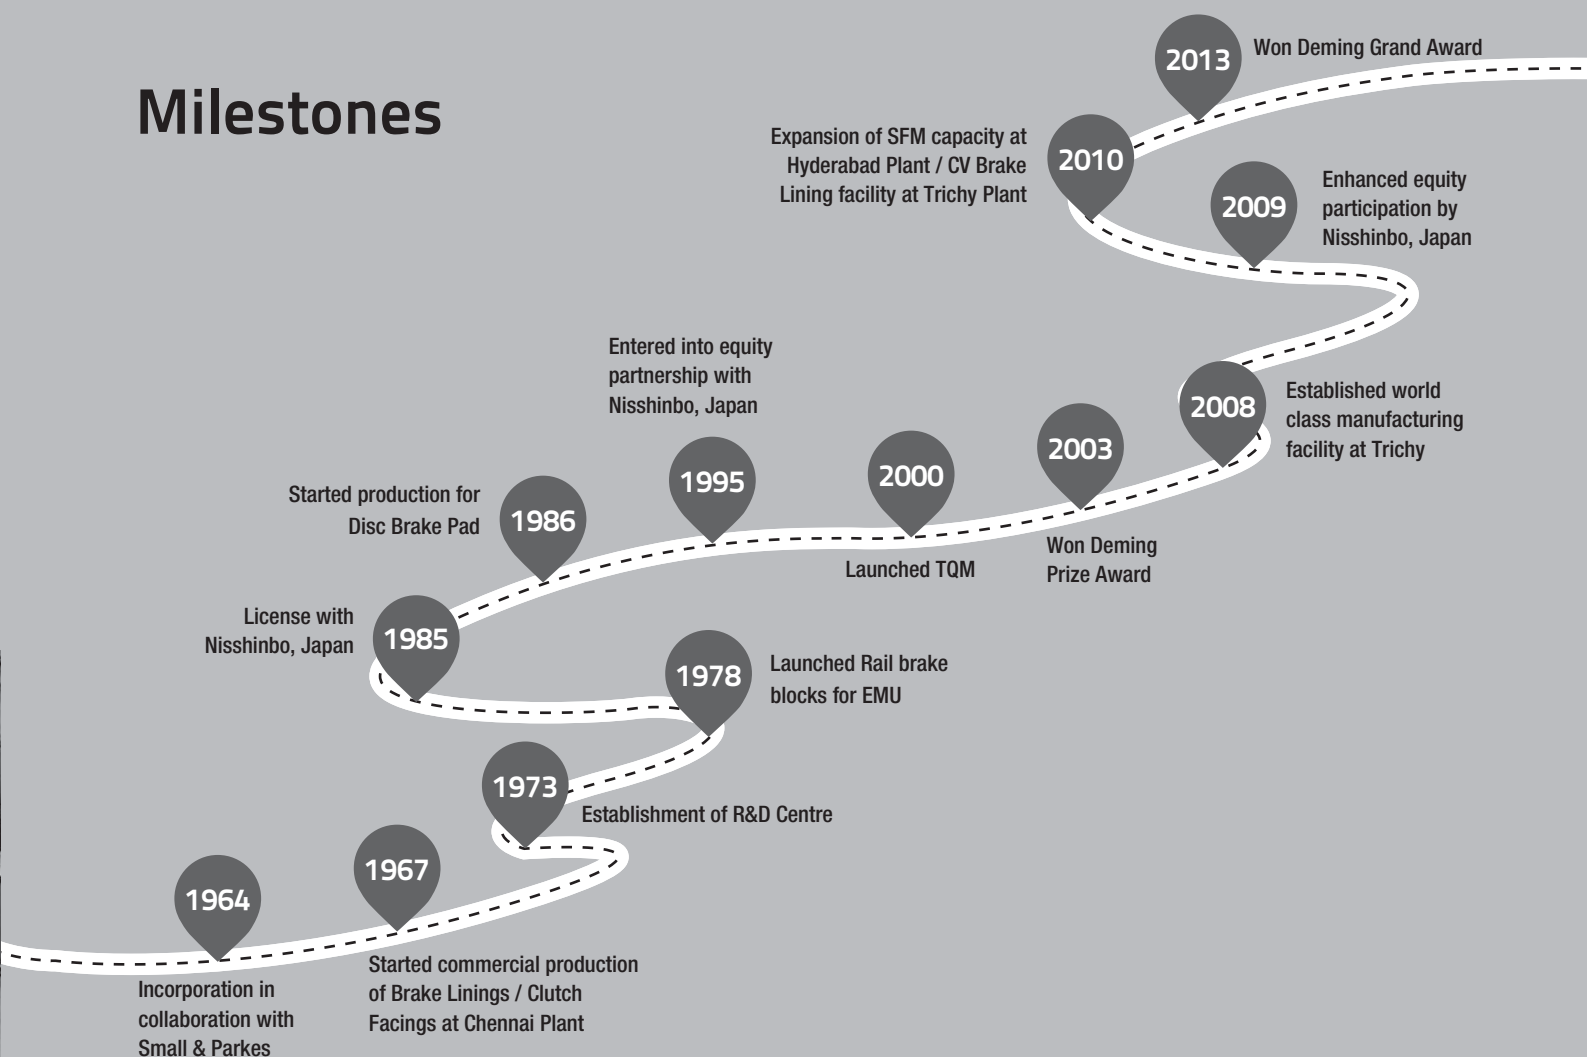 Milestones
2013
Won Deming Grand Award
2010
Expansion of SFM capacity at
Hyderabad Plant / CV Brake
Lining facility at Trichy Plant
2009
Enhanced equity
participation by
Nisshinbo, Japan
2008
Established world
class manufacturing
facility at Trichy
2003
Won Deming
Prize Award
2000
Launched TQM
1995
Entered into equity
partnership with
Nisshinbo, Japan
1986
Started production for
Disc Brake Pad
1985
License with
Nisshinbo, Japan
1978
Launched Rail brake
blocks for EMU
1973
Establishment of R&D Centre
1967
Started commercial production
of Brake Linings / Clutch
Facings at Chennai Plant
1964
Incorporation in
collaboration with
Small & Parkes